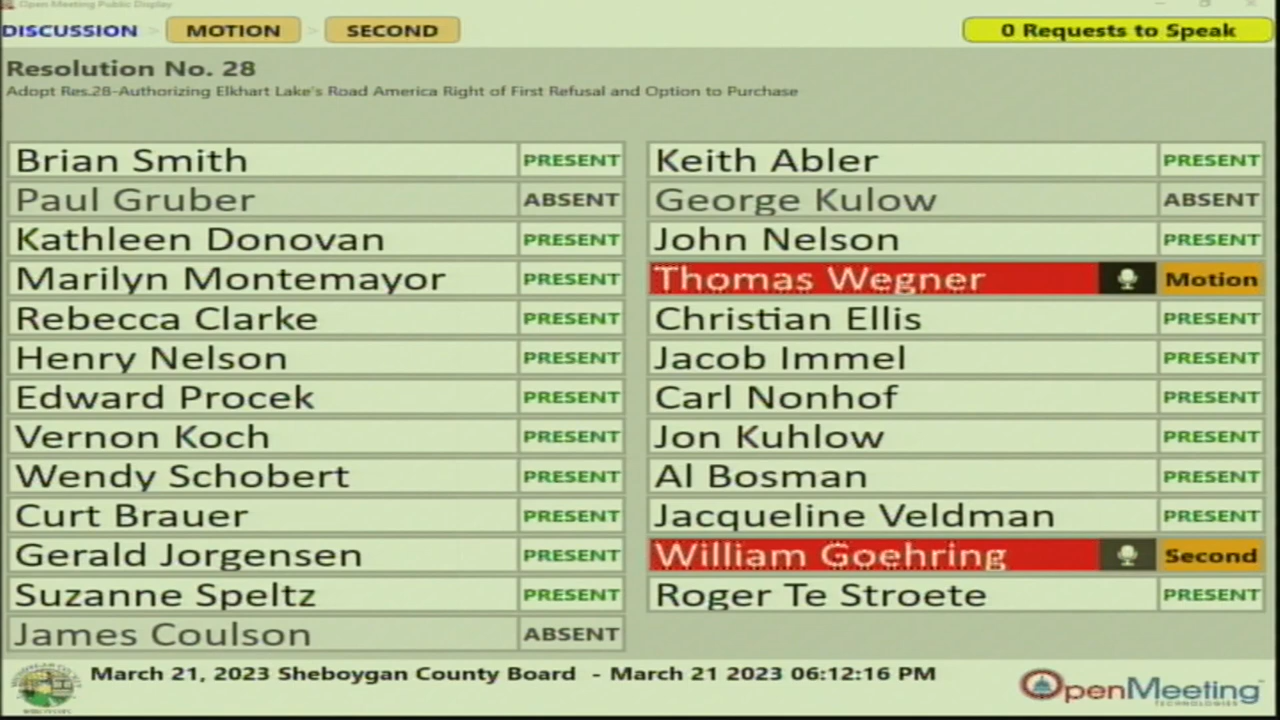 Open Meeting Public Display
DISCUSSION > MOTION > SECOND
0 Requests to Speak
Resolution No. 28
Adopt Res.28-Authorizing Elkhart Lake's Road America Right of First Refusal and Option to Purchase
Brian Smith PRESENT
Paul Gruber ABSENT
Kathleen Donovan PRESENT
Marilyn Montemayor PRESENT
Rebecca Clarke PRESENT
Henry Nelson PRESENT
Edward Procek PRESENT
Vernon Koch PRESENT
Wendy Schobert PRESENT
Curt Brauer PRESENT
Gerald Jorgensen PRESENT
Suzanne Speltz PRESENT
James Coulson ABSENT
Keith Abler PRESENT
George Kulow ABSENT
John Nelson PRESENT
Thomas Wegner Motion
Christian Ellis PRESENT
Jacob Immel PRESENT
Carl Nonhof PRESENT
Jon Kuhlow PRESENT
Al Bosman PRESENT
Jacqueline Veldman PRESENT
William Goehring Second
Roger Te Stroete PRESENT
March 21, 2023 Sheboygan County Board - March 21 2023 06:12:16 PM
OpenMeeting
TECHNOLOGIES